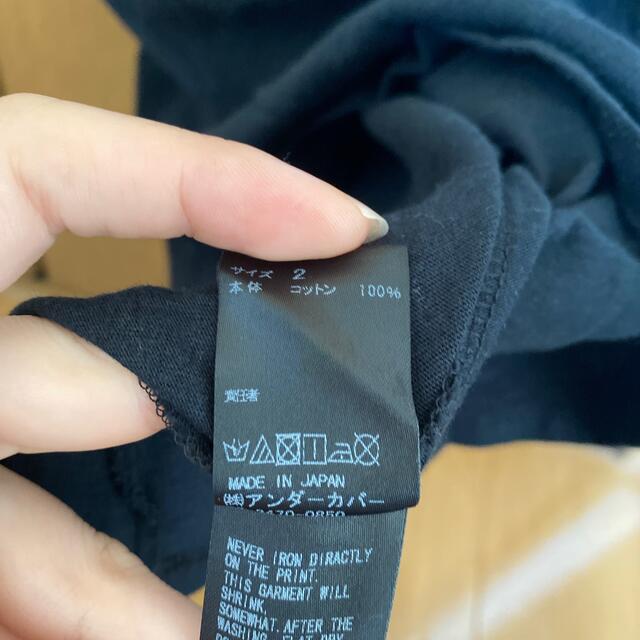 サイズ 2
本体 コットン 100%
責任者
MADE IN JAPAN
(株)アンダーカバー
NEVER IRON DIRACTLY
ON THE PRINT.
THIS GARMENT WILL
SHRINK
SOMEWHAT.AFTER THE
WASHING, FLAT DRY